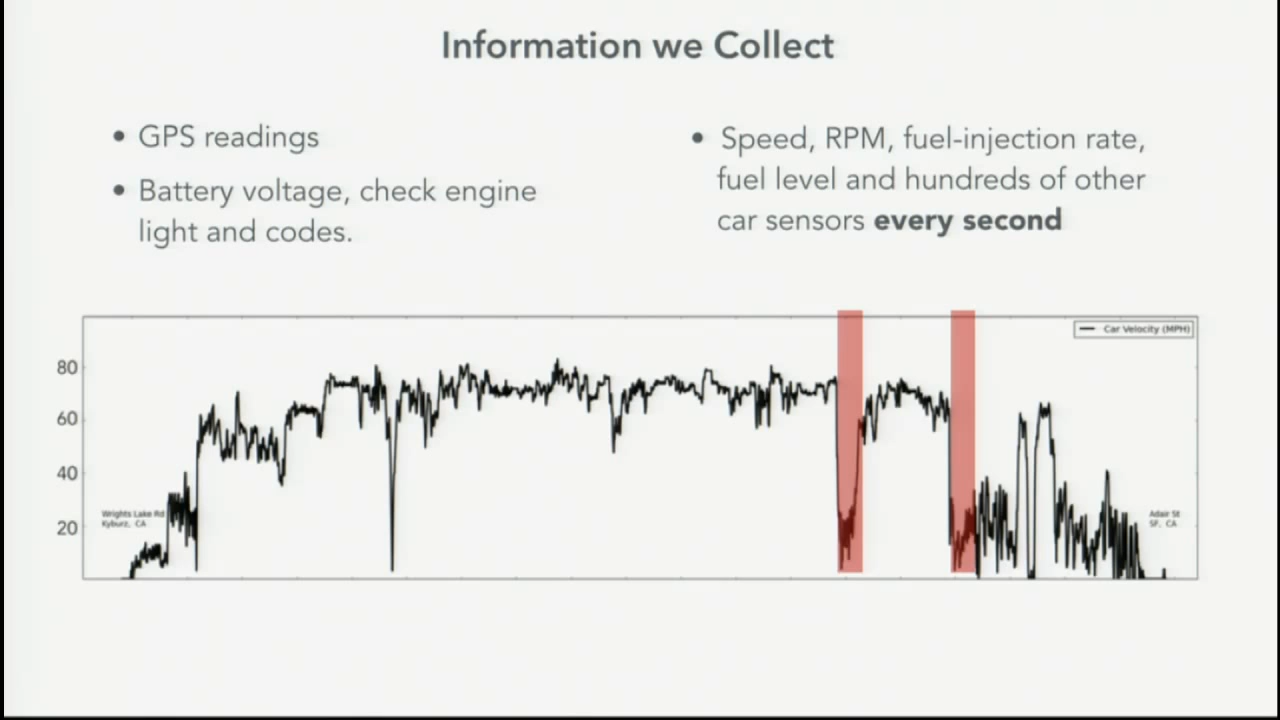 Information we Collect
• GPS readings
• Battery voltage, check engine
light and codes.
• Speed, RPM, fuel-injection rate,
fuel level and hundreds of other
car sensors every second
Car Velocity (MPH)
80
60
40
20
Wrights Lake Rd
Kyburz, CA
Adair St
SF, CA